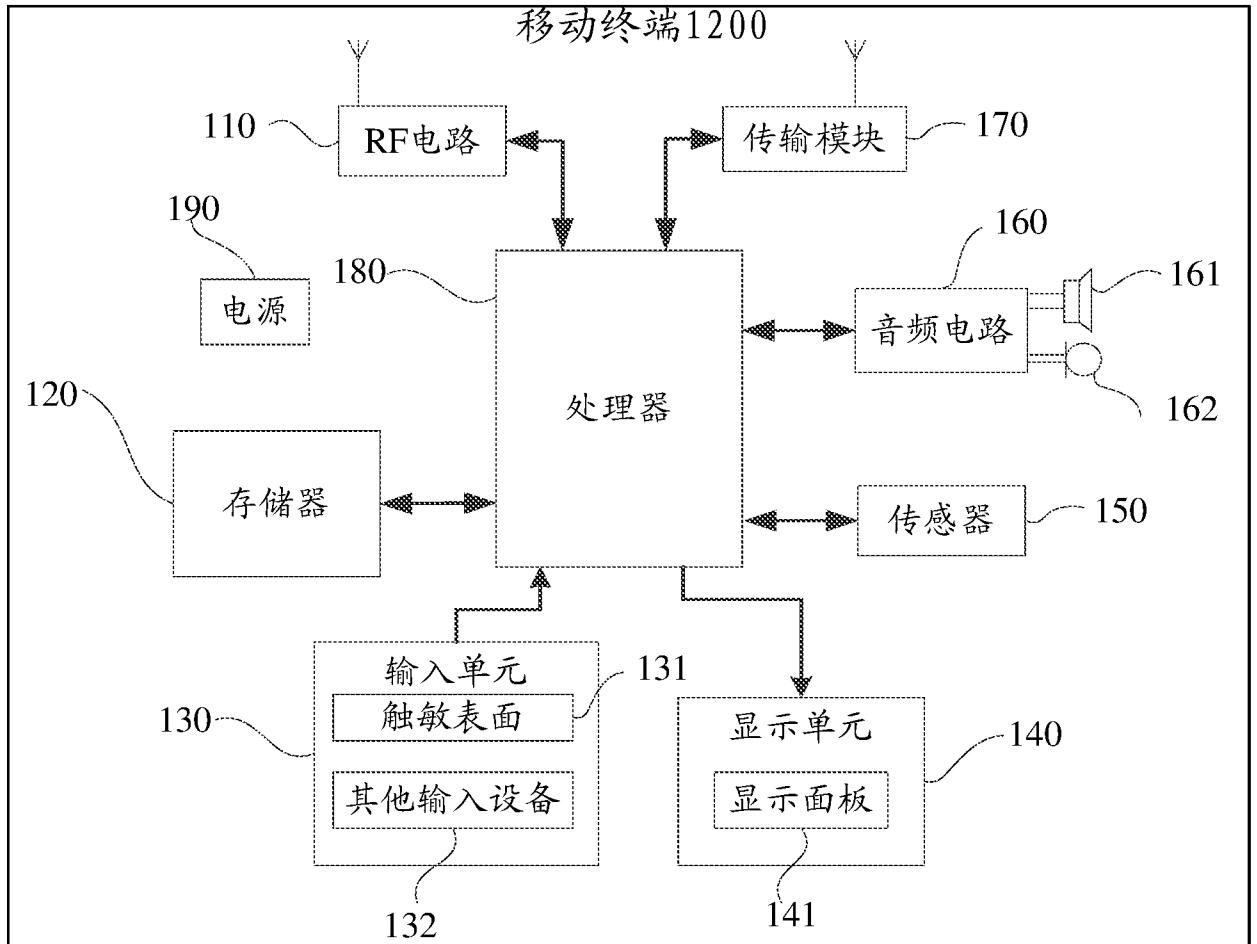 移动终端1200
110
RF电路
传输模块
170
190
电源
180
处理器
160
音频电路
161
162
120
存储器
传感器
150
输入单元
131
触敏表面
130
其他输入设备
132
显示单元
140
显示面板
141